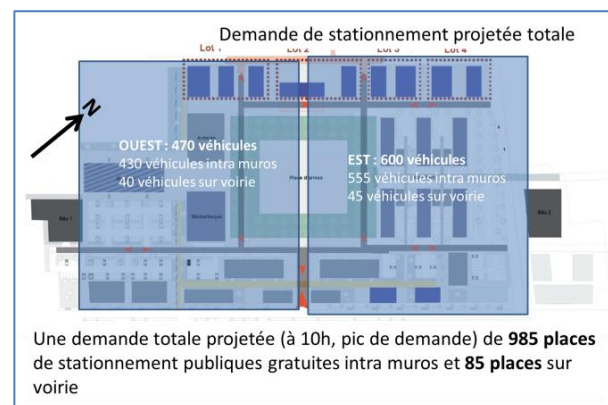 Demande de stationnement projetée totale
Lot 1
Lot 2
Lot 3
Lot 4
N
OUEST : 470 véhicules
430 véhicules intra muros
40 véhicules sur voirie
Place d'armes
EST : 600 véhicules
555 véhicules intra muros
45 véhicules sur voirie
Médiathèque
Une demande totale projetée (à 10h, pic de demande) de 985 places
de stationnement publiques gratuites intra muros et 85 places sur
voirie